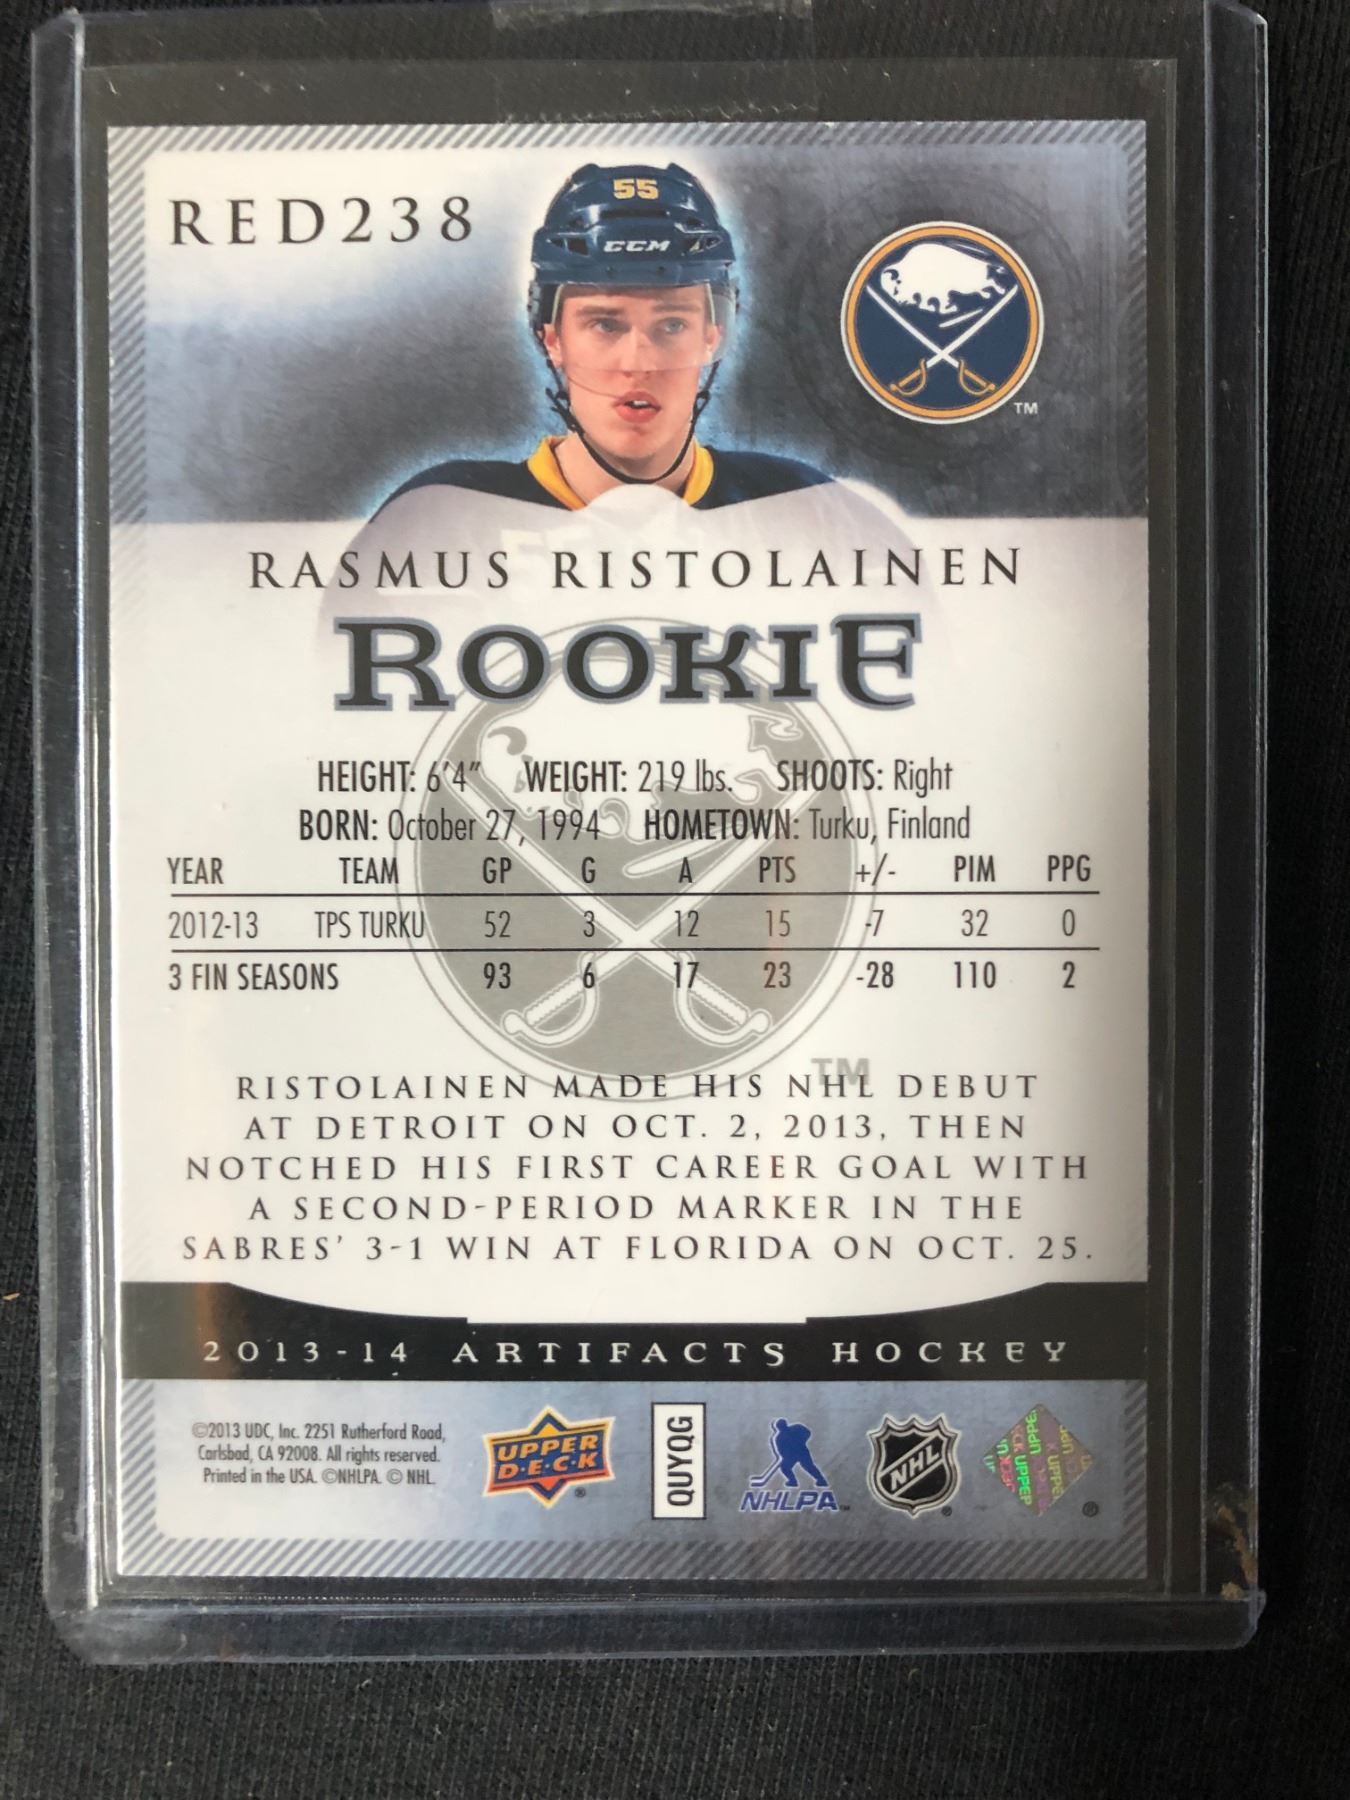 RED238
55
CCM
TM
RASMUS RISTOLAINEN
ROOKIE
HEIGHT: 6'4" WEIGHT: 219 lbs. SHOOTS: Right
BORN: October 27, 1994 HOMETOWN: Turku, Finland
YEAR TEAM GP G A PTS +/- PIM PPG
2012-13 TPS TURKU 52 3 12 15 -7 32 0
3 FIN SEASONS 93 6 17 23 -28 110 2
TM
RISTOLAINEN MADE HIS NHL DEBUT
AT DETROIT ON OCT. 2, 2013, THEN
NOTCHED HIS FIRST CAREER GOAL WITH
A SECOND-PERIOD MARKER IN THE
SABRES' 3-1 WIN AT FLORIDA ON OCT. 25.
2013-14 ARTIFACTS HOCKEY
©2013 UDC, Inc. 2251 Rutherford Road,
Carlsbad, CA 92008. All rights reserved.
Printed in the USA. ©NHLPA. © NHL.
UPPER
D·E·C·K
®
QUYQG
NHLPA
NHL
®
UPPER
®